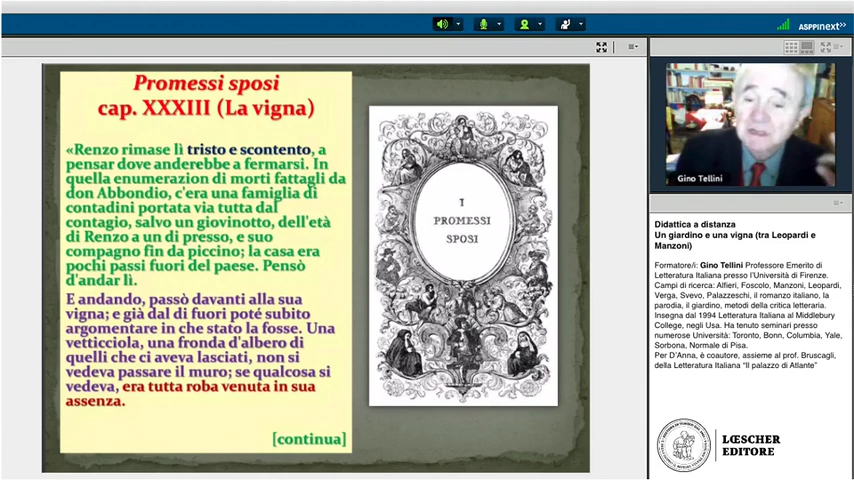 ASPPInext>>
Promessi sposi
cap. XXXIII (La vigna)
«Renzo rimase lì tristo e scontento, a
pensar dove anderebbe a fermarsi. In
quella enumerazion di morti fattagli da
don Abbondio, c'era una famiglia di
contadini portata via tutta dal
contagio, salvo un giovinotto, dell'età
di Renzo a un di presso, e suo
compagno fin da piccino; la casa era
pochi passi fuori del paese. Pensò
d'andar lì.
E andando, passò davanti alla sua
vigna; e già dal di fuori poté subito
argomentare in che stato la fosse. Una
vetticciola, una fronda d'albero di
quelli che ci aveva lasciati, non si
vedeva passare il muro; se qualcosa si
vedeva, era tutta roba venuta in sua
assenza.
[continua]
I
PROMESSI
SPOSI
Gino Tellini
Didattica a distanza
Un giardino e una vigna (tra Leopardi e
Manzoni)
Formatore/i: Gino Tellini Professore Emerito di
Letteratura Italiana presso l'Università di Firenze.
Campi di ricerca: Alfieri, Foscolo, Manzoni, Leopardi,
Verga, Svevo, Palazzeschi, il romanzo italiano, la
parodia, il giardino, metodi della critica letteraria.
Insegna dal 1994 Letteratura Italiana al Middlebury
College, negli Usa. Ha tenuto seminari presso
numerose Università: Toronto, Bonn, Columbia, Yale,
Sorbona, Normale di Pisa.
Per D'Anna, è coautore, assieme al prof. Bruscagli,
della Letteratura Italiana "Il palazzo di Atlante"
LŒSCHER
EDITORE